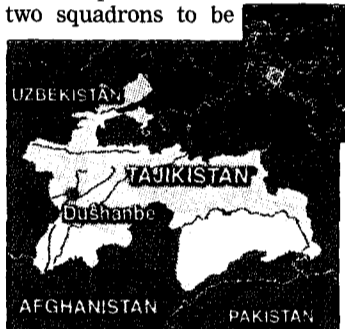 two squadrons to be
UZBEKISTAN
TAJIKISTAN
Dushanbe
AFGHANISTAN
PAKISTAN